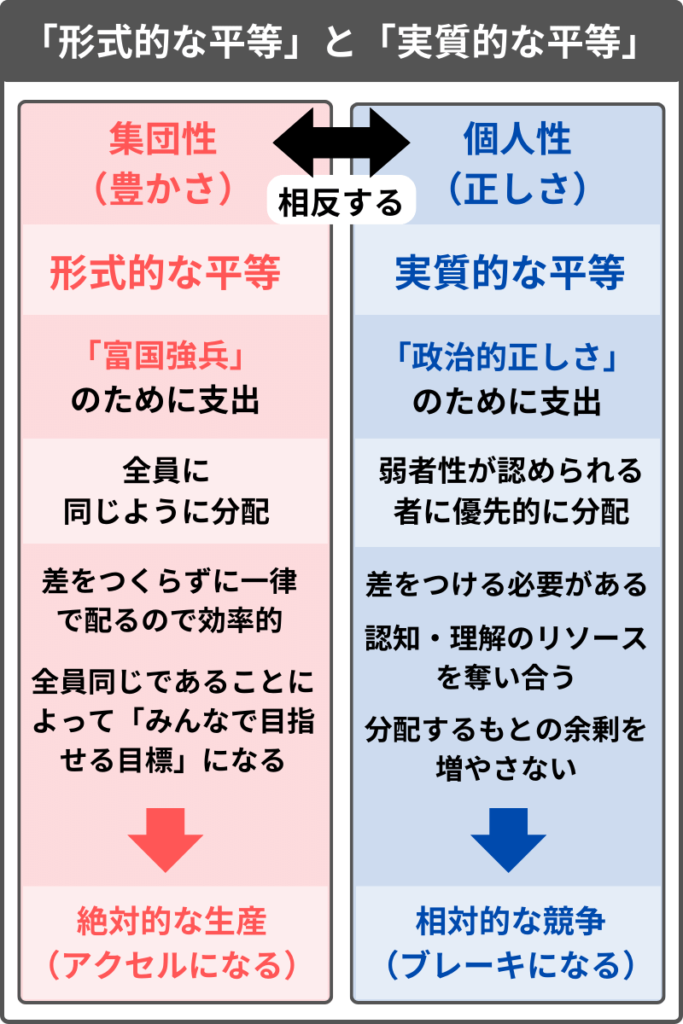 「形式的な平等」と「実質的な平等」
集団性
（豊かさ）
相反する
個人性
（正しさ）
形式的な平等
実質的な平等
「富国強兵」
のために支出
「政治的正しさ」
のために支出
全員に
同じように分配
弱者性が認められる
者に優先的に分配
差をつくらずに一律
で配るので効率的
全員同じであることに
よって「みんなで目指
せる目標」になる
差をつける必要がある
認知・理解のリソース
を奪い合う
分配するもとの余剰を
増やさない
絶対的な生産
（アクセルになる）
相対的な競争
（ブレーキになる）